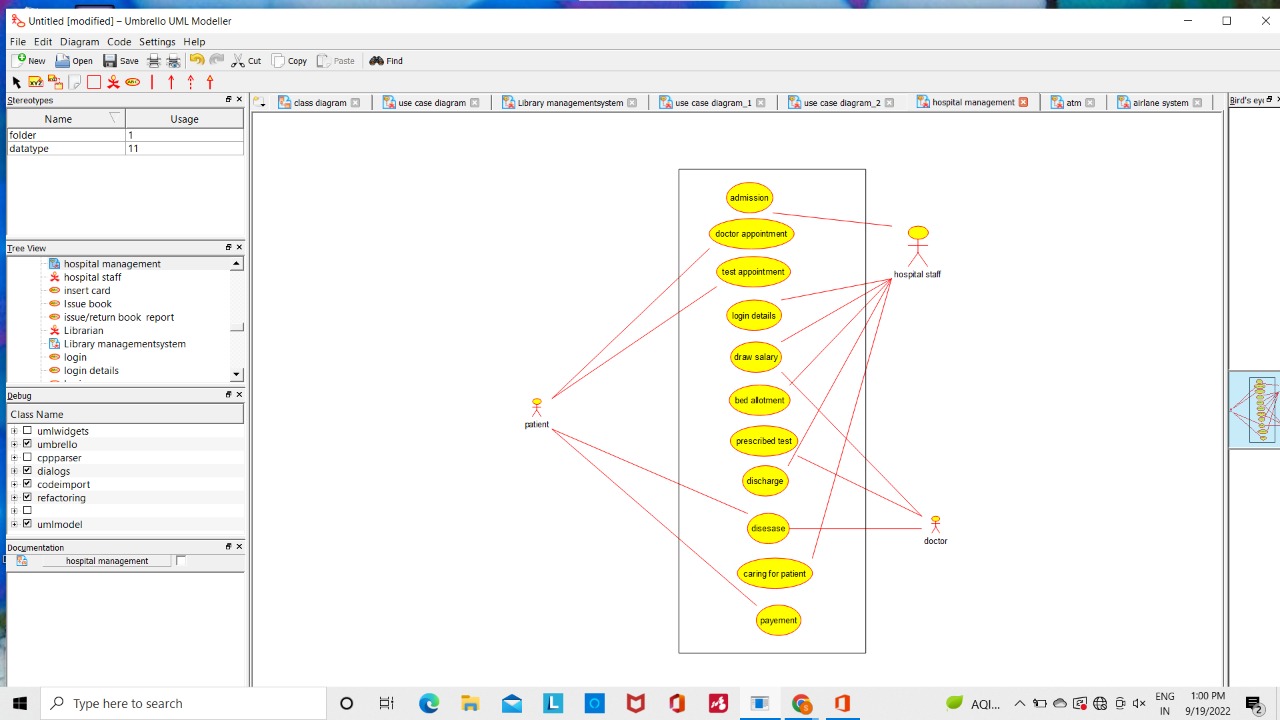 Untitled [modified] – Umbrello UML Modeller
File Edit Diagram Code Settings Help
New Open Save Cut Copy Paste Find
Stereotypes
Name Usage
folder 1
datatype 11
Tree View
hospital management
hospital staff
insert card
Issue book
issue/return book report
Librarian
Library managementsystem
login
login details
Debug
Class Name
umlwidgets
umbrello
cppparser
dialogs
codeimport
refactoring
umlmodel
Documentation
hospital management
class diagram use case diagram Library managementsystem use case diagram_1 use case diagram_2 hospital management atm airlane system
Bird's eye
admission
doctor appointment
test appointment
login details
draw salary
bed allotment
prescribed test
discharge
disesase
caring for patient
payement
patient
hospital staff
doctor
Type here to search
AQI...
ENG
IN
1:00 PM
9/19/2022
2